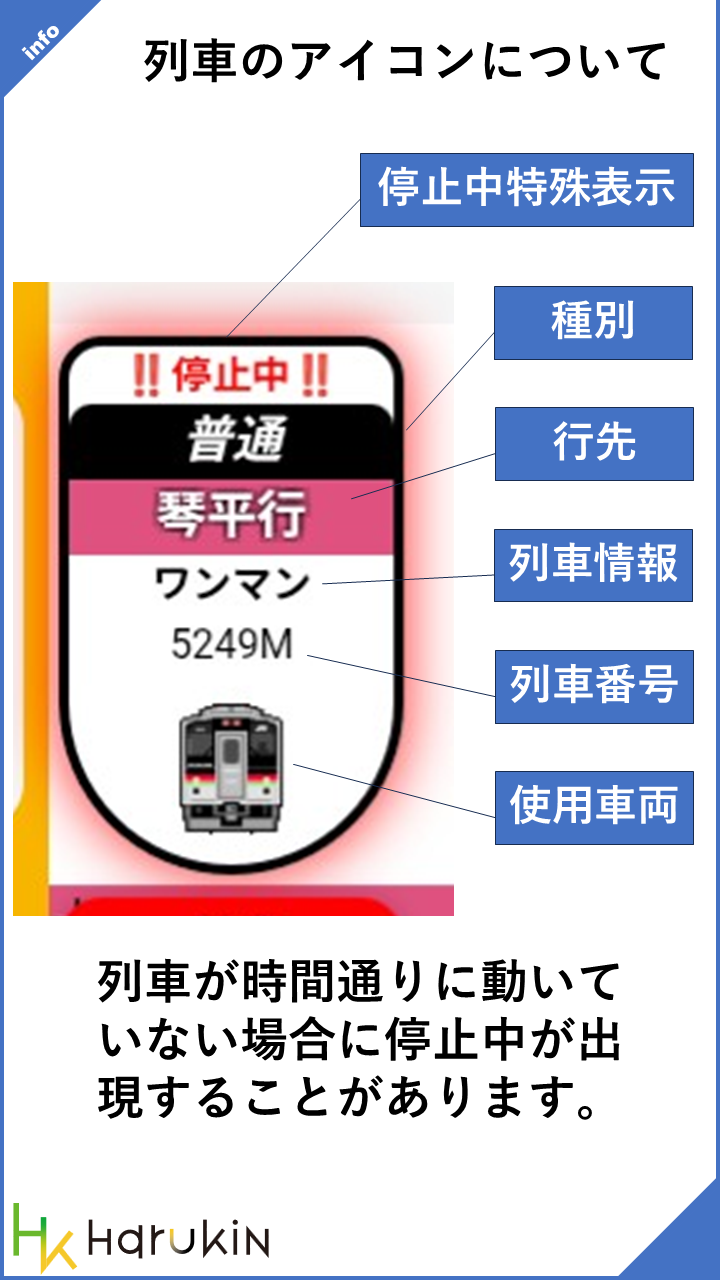 info
列車のアイコンについて
停止中特殊表示
種別
行先
列車情報
列車番号
使用車両
‼停止中‼
普通
琴平行
ワンマン
5249M
列車が時間通りに動いて
いない場合に停止中が出
現することがあります。
HK HarukiN